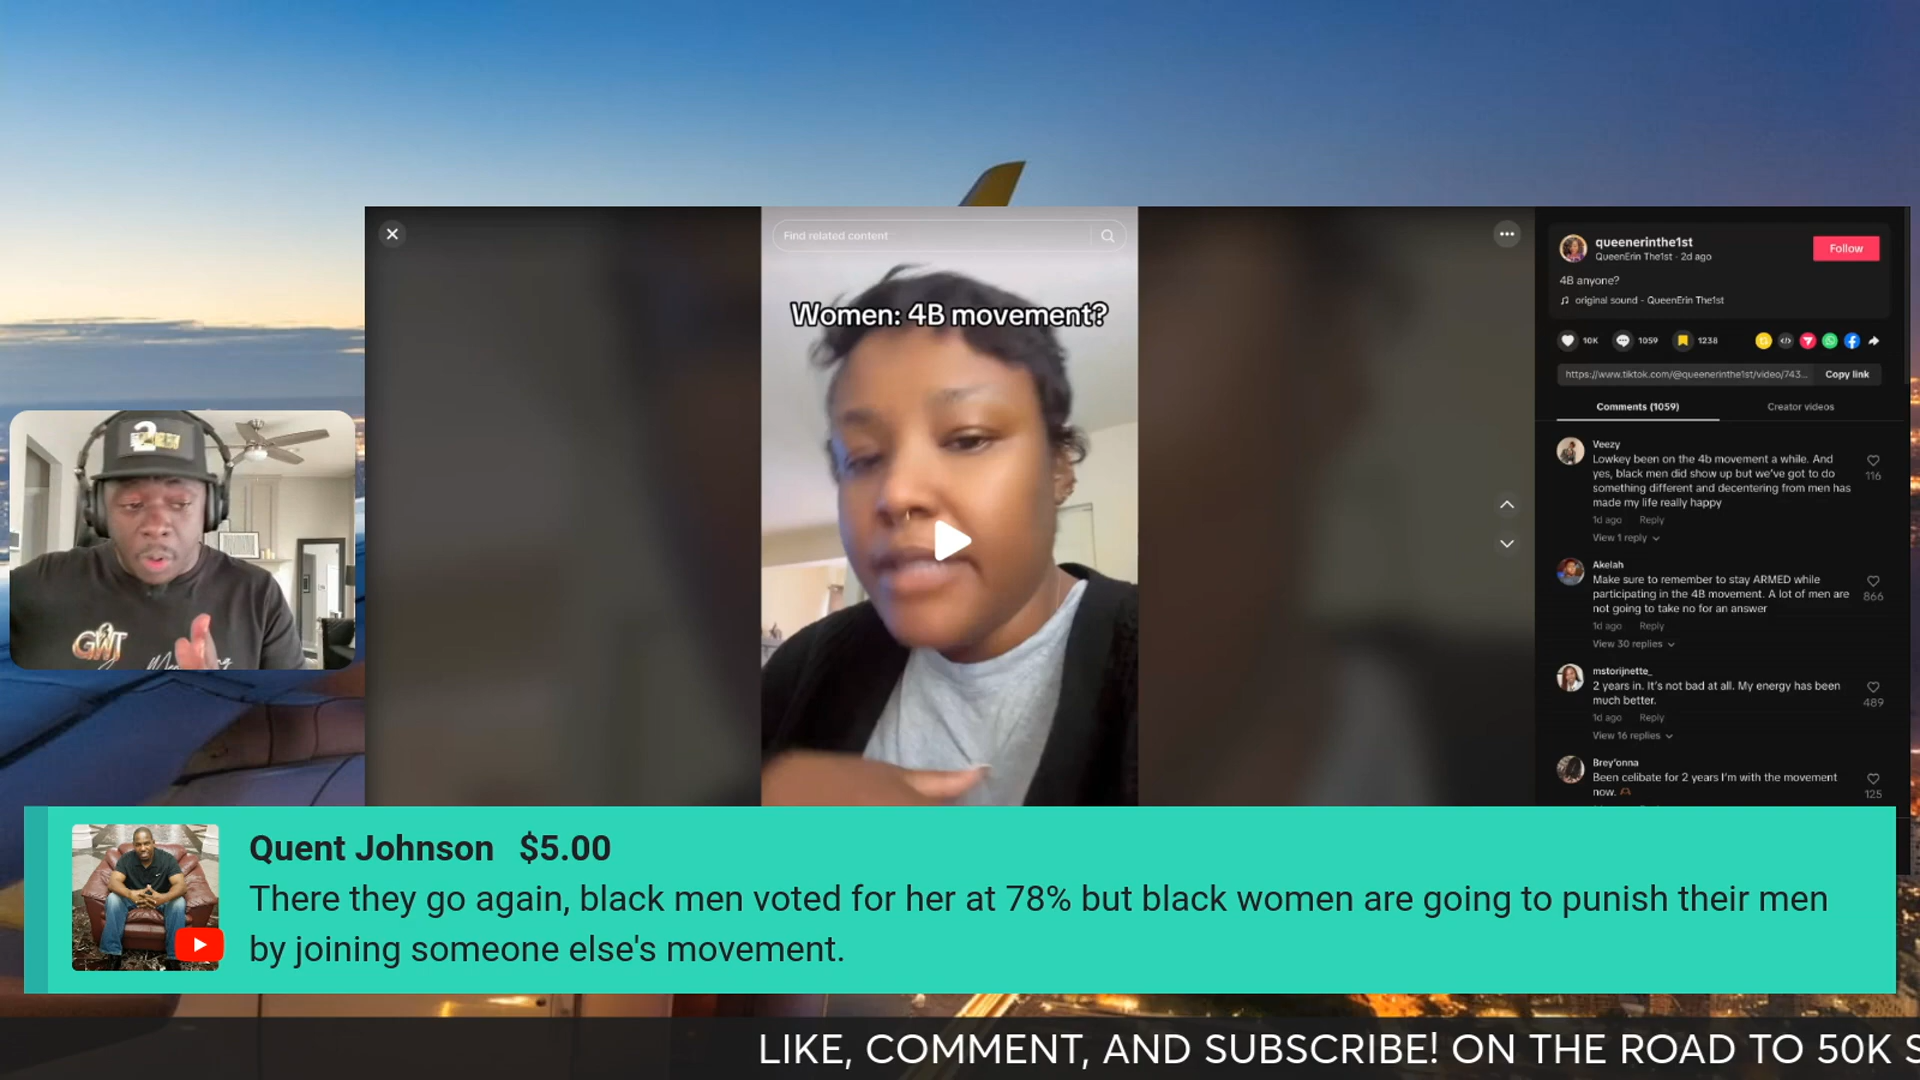 Find related content
Women: 4B movement?
queenerinthe1st
QueenErin The1st · 2d ago
Follow
4B anyone?
original sound - QueenErin The1st
10K
1059
1238
https://www.tiktok.com/@queenerinthe1st/video/743...
Copy link
Comments (1059)
Creator videos
Veezy
Lowkey been on the 4b movement a while. And
yes, black men did show up but we've got to do
something different and decentering from men has
made my life really happy
116
1d ago Reply
View 1 reply
Akelah
Make sure to remember to stay ARMED while
participating in the 4B movement. A lot of men are
not going to take no for an answer
866
1d ago Reply
View 30 replies
mstorijnette_
2 years in. It's not bad at all. My energy has been
much better.
489
1d ago Reply
View 16 replies
Brey'onna
Been celibate for 2 years I'm with the movement
now.
125
2
GWT
Quent Johnson $5.00
There they go again, black men voted for her at 78% but black women are going to punish their men
by joining someone else's movement.
LIKE, COMMENT, AND SUBSCRIBE! ON THE ROAD TO 50K S